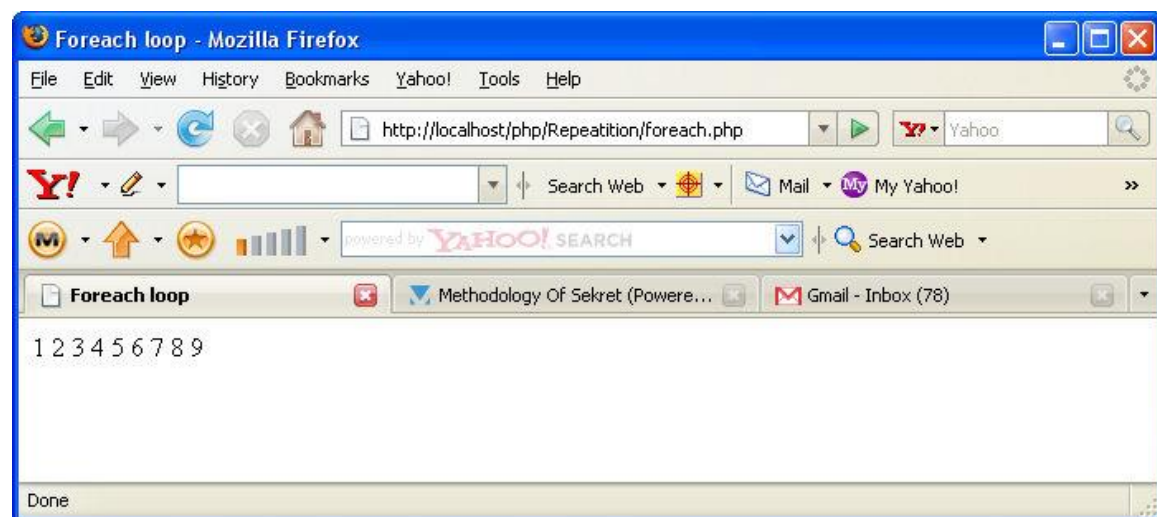 Foreach loop - Mozilla Firefox
File Edit View History Bookmarks Yahoo! Tools Help
http://localhost/php/Repeatition/foreach.php Y! Yahoo
Y! Search Web Mail My My Yahoo! »
M powered by YAHOO! SEARCH Search Web
Foreach loop Methodology Of Sekret (Powere... Gmail - Inbox (78)
1 2 3 4 5 6 7 8 9
Done